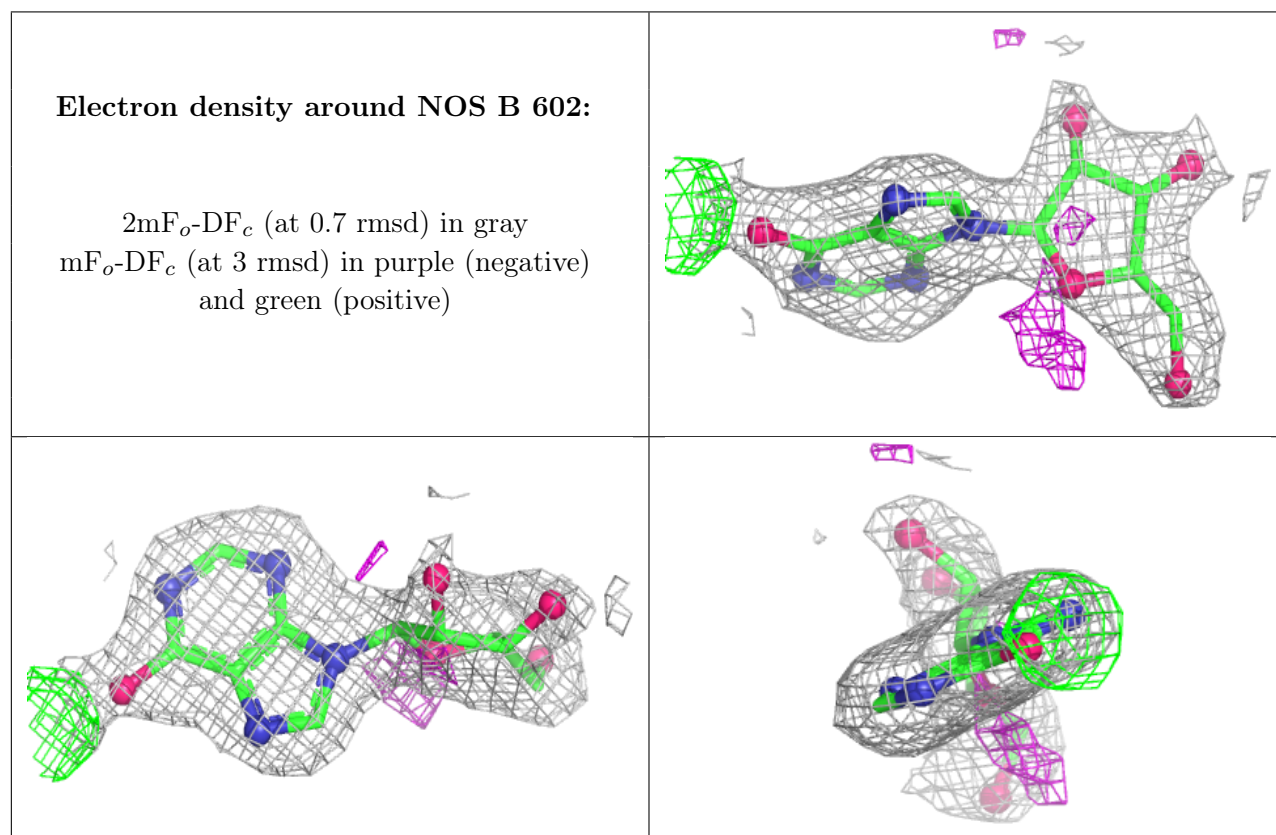 Electron density around NOS B 602:
2mFo-DFc (at 0.7 rmsd) in gray
mFo-DFc (at 3 rmsd) in purple (negative)
and green (positive)